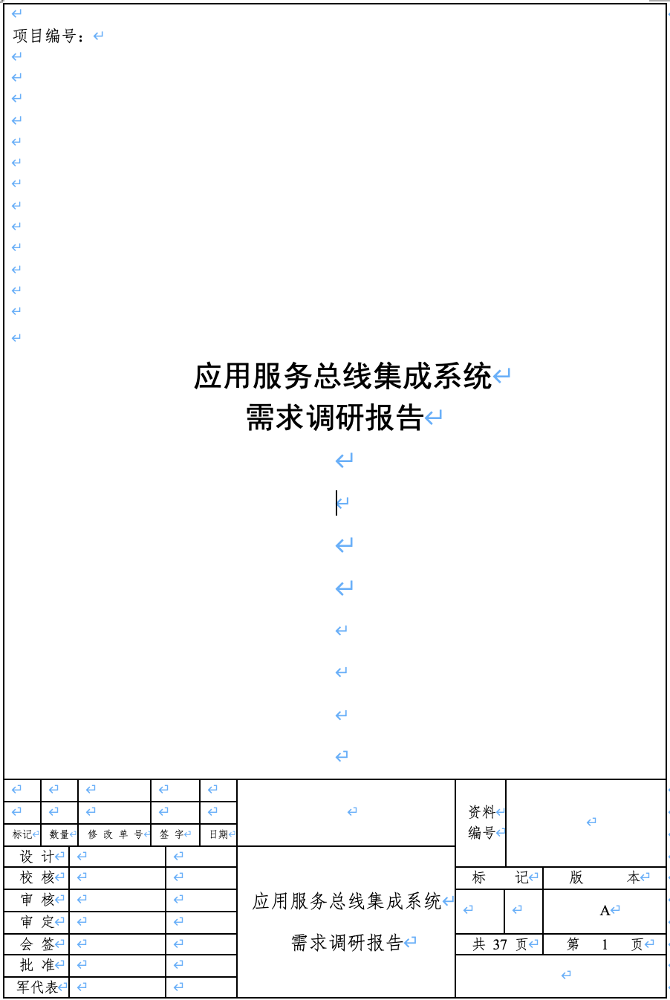 项目编号：
应用服务总线集成系统
需求调研报告
标记 数量 修 改 单 号 签 字 日期
设 计
校 核
审 核
审 定
会 签
批 准
军代表
应用服务总线集成系统
需求调研报告
资料
编号
标 记 版 本
A
共 37 页 第 1 页